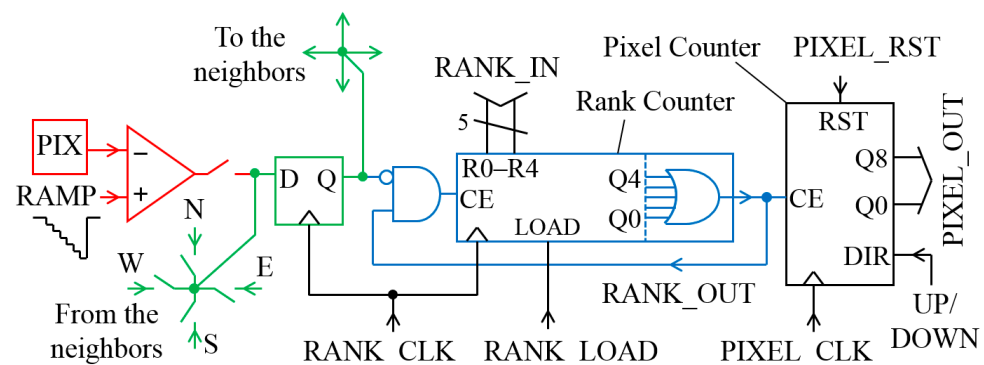 To the
neighbors
Pixel Counter
PIXEL_RST
RANK_IN
Rank Counter
5
PIX
−
RAMP
+
D
Q
R0–R4
CE
Q4
Q0
LOAD
RST
CE
Q8
Q0
DIR
PIXEL_OUT
N
W
E
S
From the
neighbors
RANK_OUT
UP/
DOWN
RANK_CLK
RANK_LOAD
PIXEL_CLK